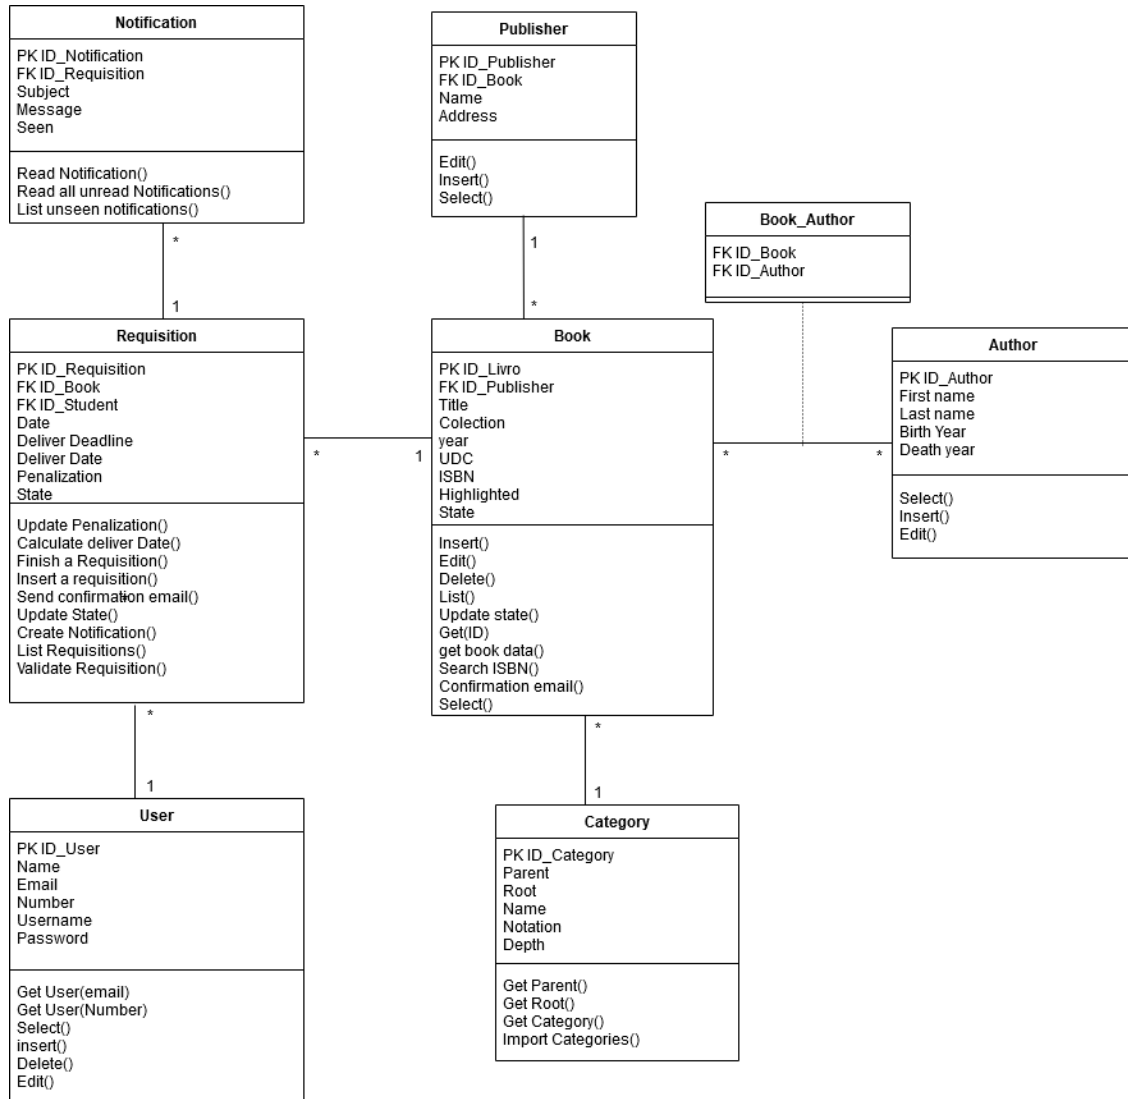 Notification
PK ID_Notification
FK ID_Requisition
Subject
Message
Seen
Read Notification()
Read all unread Notifications()
List unseen notifications()
*
1
Publisher
PK ID_Publisher
FK ID_Book
Name
Address
Edit()
Insert()
Select()
1
*
Book_Author
FK ID_Book
FK ID_Author
Requisition
PK ID_Requisition
FK ID_Book
FK ID_Student
Date
Deliver Deadline
Deliver Date
Penalization
State
Update Penalization()
Calculate deliver Date()
Finish a Requisition()
Insert a requisition()
Send confirmation email()
Update State()
Create Notification()
List Requisitions()
Validate Requisition()
*
1
Book
PK ID_Livro
FK ID_Publisher
Title
Colection
year
UDC
ISBN
Highlighted
State
Insert()
Edit()
Delete()
List()
Update state()
Get(ID)
get book data()
Search ISBN()
Confirmation email()
Select()
*
*
Author
PK ID_Author
First name
Last name
Birth Year
Death year
Select()
Insert()
Edit()
*
1
User
PK ID_User
Name
Email
Number
Username
Password
Get User(email)
Get User(Number)
Select()
insert()
Delete()
Edit()
*
1
Category
PK ID_Category
Parent
Root
Name
Notation
Depth
Get Parent()
Get Root()
Get Category()
Import Categories()